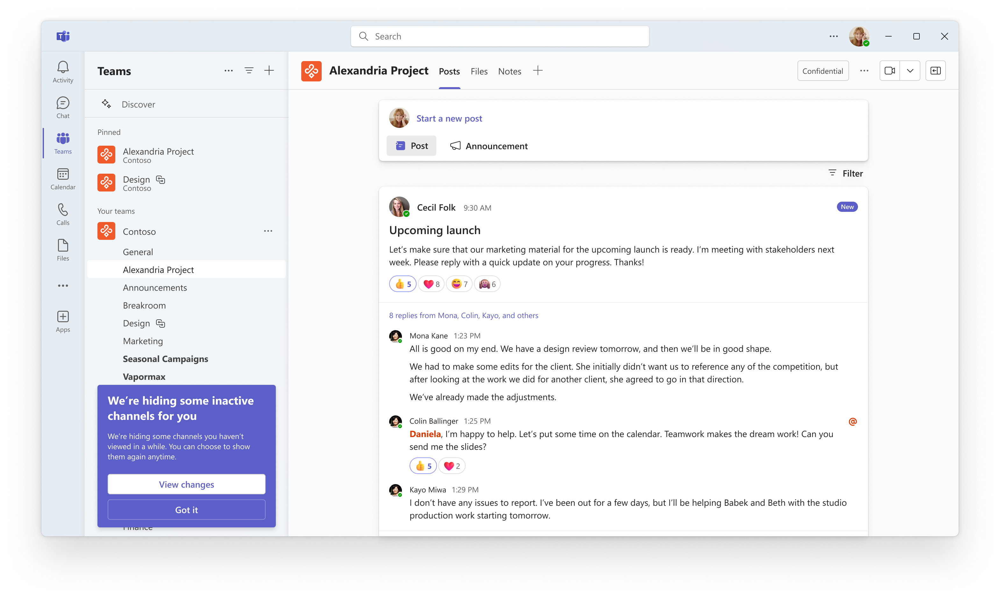 T
Search
Activity
Chat
Teams
Calendar
Calls
Files
Apps
Teams
Discover
Pinned
Alexandria Project
Contoso
Design
Contoso
Your teams
Contoso
General
Alexandria Project
Announcements
Breakroom
Design
Marketing
Seasonal Campaigns
Vapormax
We’re hiding some inactive
channels for you
We’re hiding some channels you haven’t
viewed in a while. You can choose to show
them again anytime.
View changes
Got it
Finance
Alexandria Project Posts Files Notes
Confidential
Start a new post
Post Announcement
Filter
Cecil Folk 9:30 AM
New
Upcoming launch
Let’s make sure that our marketing material for the upcoming launch is ready. I’m meeting with stakeholders next
week. Please reply with a quick update on your progress. Thanks!
👍 5 ❤️ 8 😄 7 🙉 6
8 replies from Mona, Colin, Kayo, and others
Mona Kane 1:23 PM
All is good on my end. We have a design review tomorrow, and then we’ll be in good shape.
We had to make some edits for the client. She initially didn’t want us to reference any of the competition, but
after looking at the work we did for another client, she agreed to go in that direction.
We’ve already made the adjustments.
Colin Ballinger 1:25 PM
@
Daniela, I’m happy to help. Let’s put some time on the calendar. Teamwork makes the dream work! Can you
send me the slides?
👍 5 ❤️ 2
Kayo Miwa 1:29 PM
I don’t have any issues to report. I’ve been out for a few days, but I’ll be helping Babek and Beth with the studio
production work starting tomorrow.